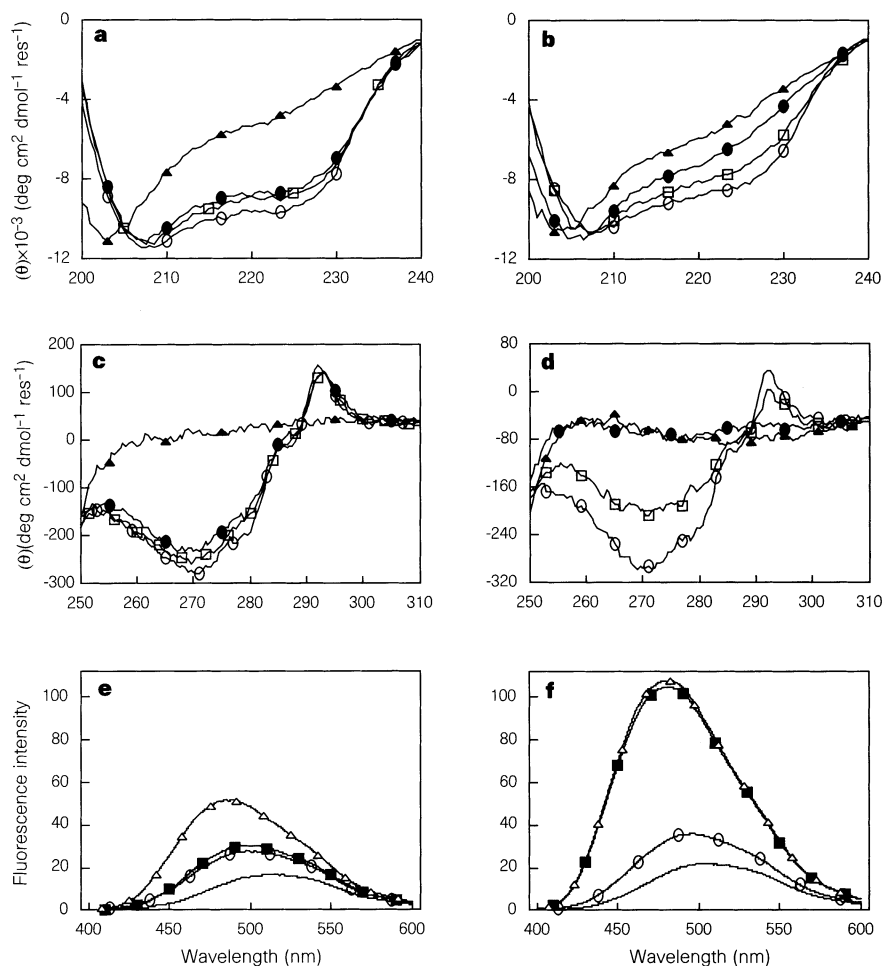 a
b
(θ)×10⁻³ (deg cm² dmol⁻¹ res⁻¹)
0
-4
-8
-12
200 210 220 230 240
0
-4
-8
-12
200 210 220 230 240
c
d
(θ)(deg cm² dmol⁻¹ res⁻¹)
200
100
0
-100
-200
-300
250 260 270 280 290 300 310
80
0
-80
-160
-240
-320
250 260 270 280 290 300 310
e
f
Fluorescence intensity
100
80
60
40
20
0
400 450 500 550 600
Wavelength (nm)
100
80
60
40
20
0
400 450 500 550 600
Wavelength (nm)